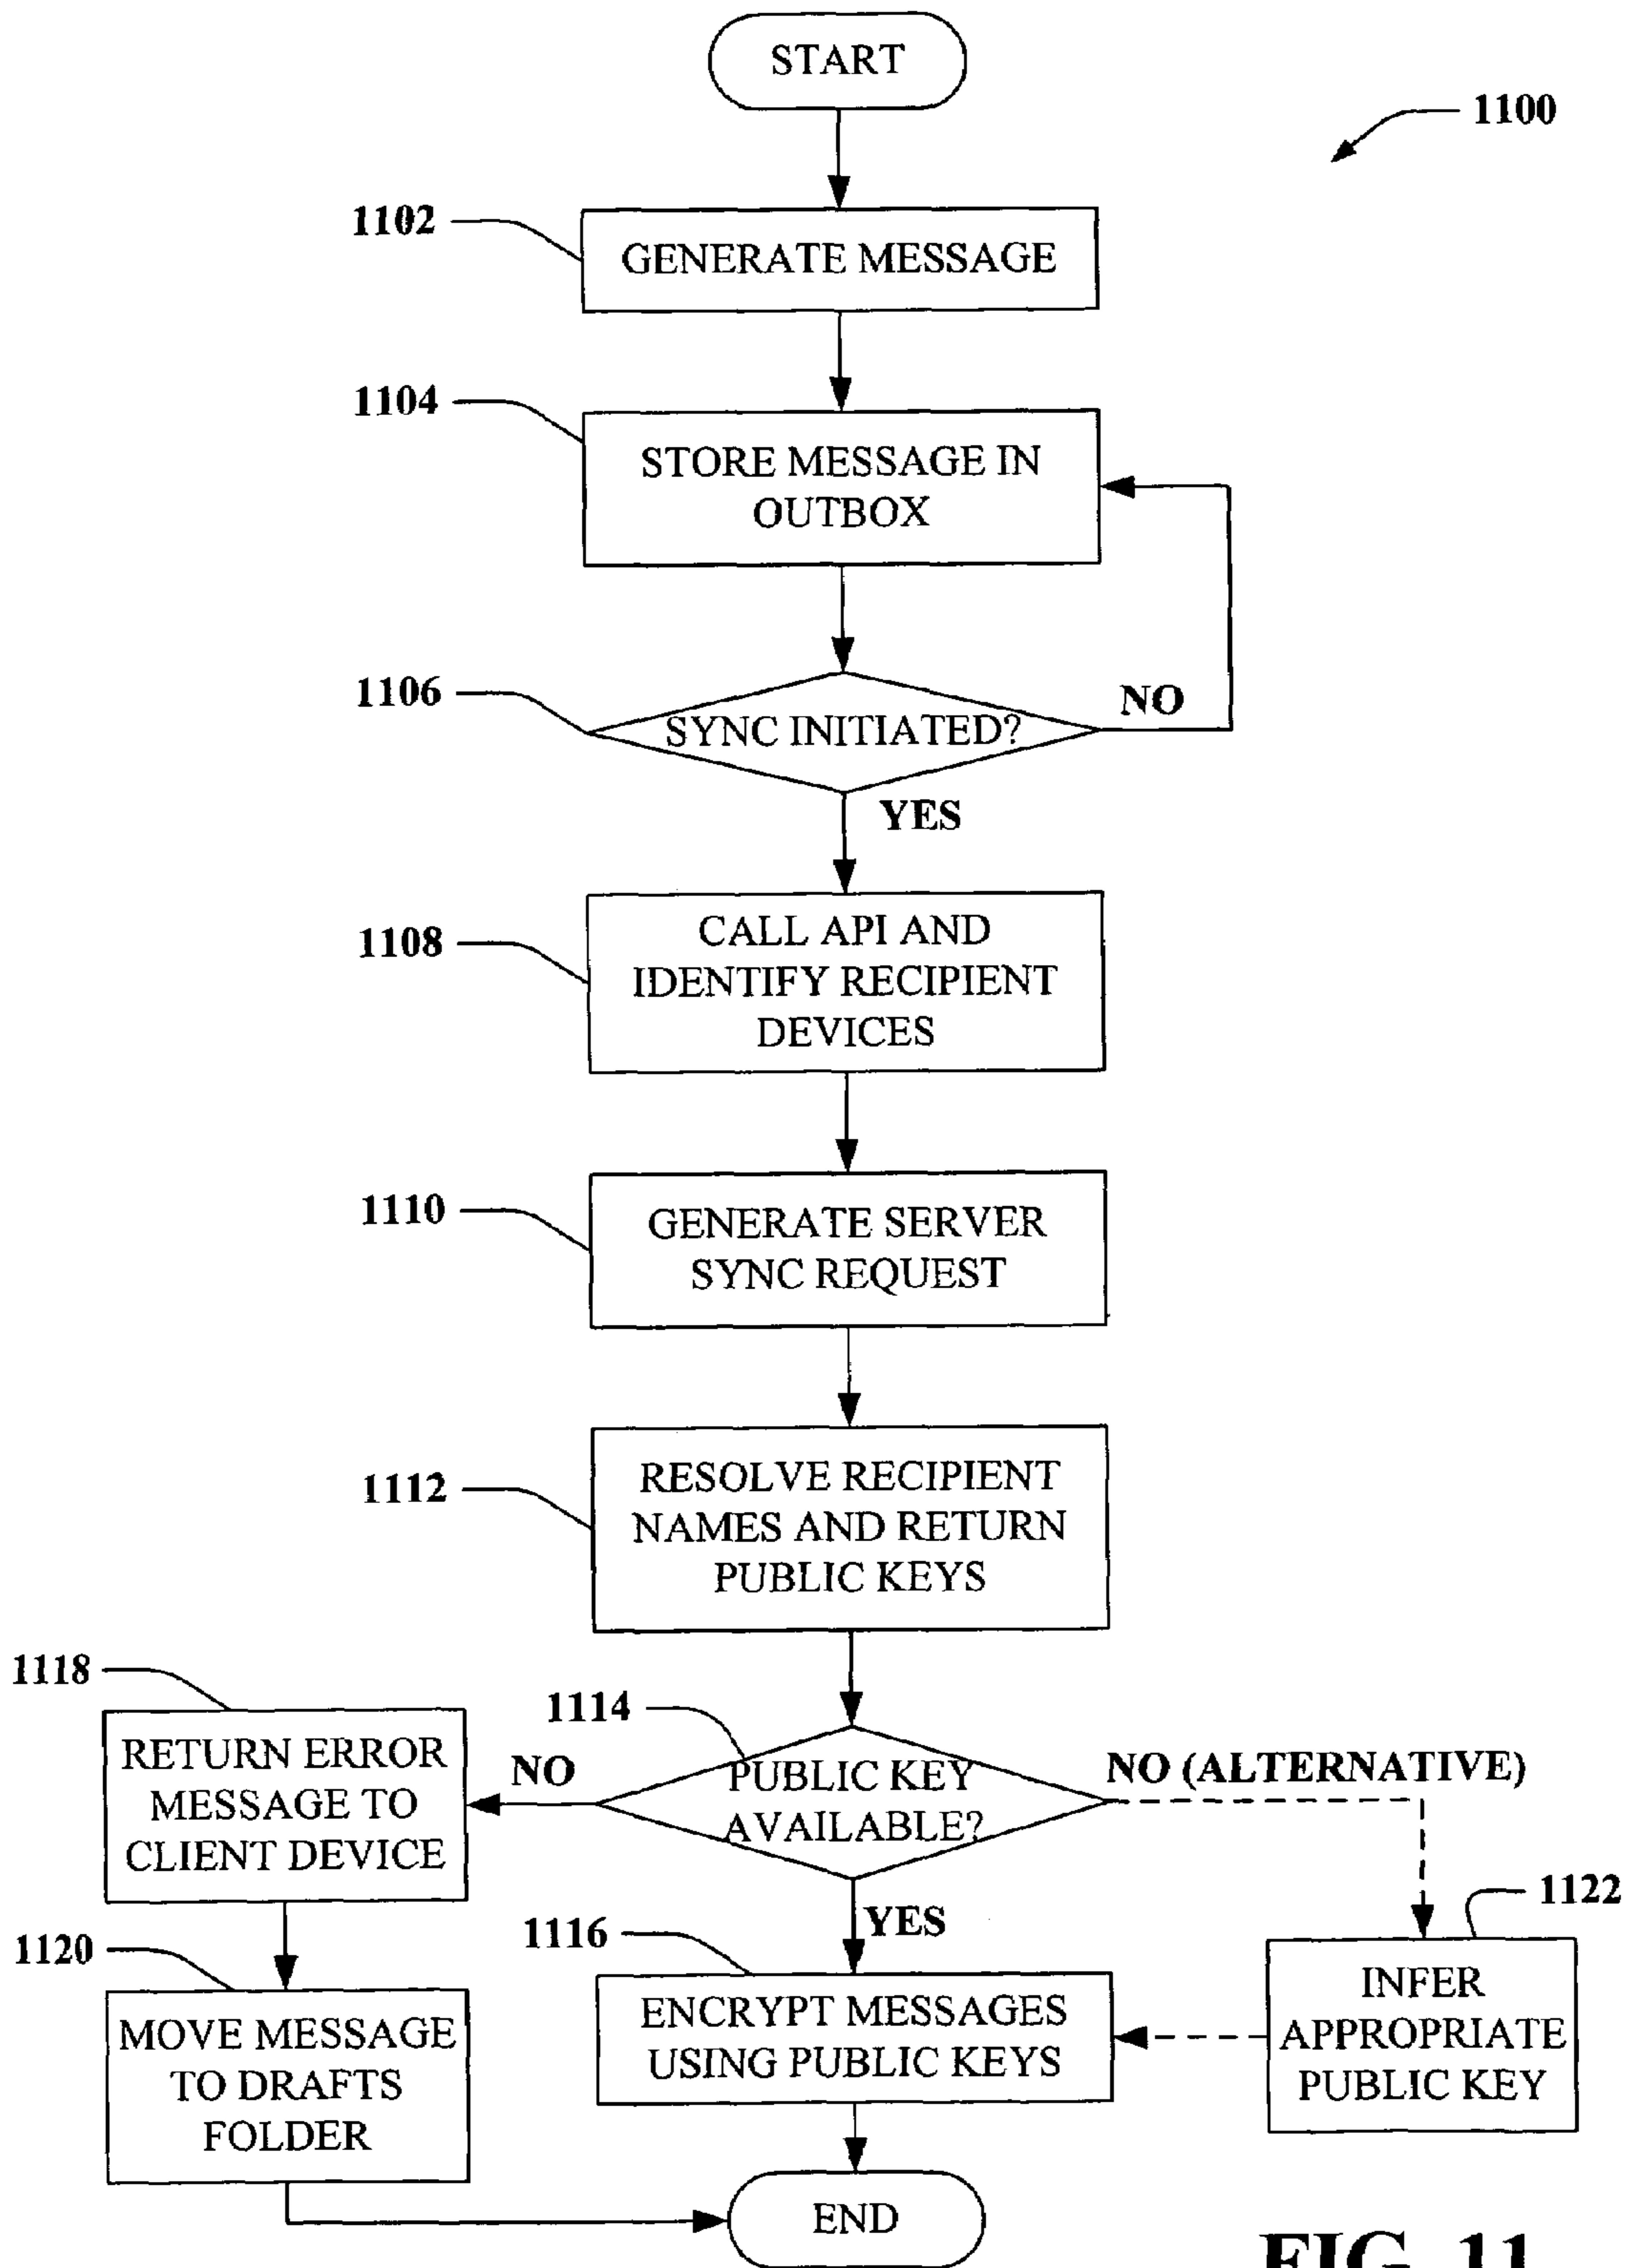 START
1100
1102
GENERATE MESSAGE
1104
STORE MESSAGE IN
OUTBOX
1106
SYNC INITIATED?
NO
YES
1108
CALL API AND
IDENTIFY RECIPIENT
DEVICES
1110
GENERATE SERVER
SYNC REQUEST
1112
RESOLVE RECIPIENT
NAMES AND RETURN
PUBLIC KEYS
1118
RETURN ERROR
MESSAGE TO
CLIENT DEVICE
1114
NO
PUBLIC KEY
AVAILABLE?
NO (ALTERNATIVE)
YES
1122
1120
MOVE MESSAGE
TO DRAFTS
FOLDER
1116
ENCRYPT MESSAGES
USING PUBLIC KEYS
INFER
APPROPRIATE
PUBLIC KEY
END
FIG. 11